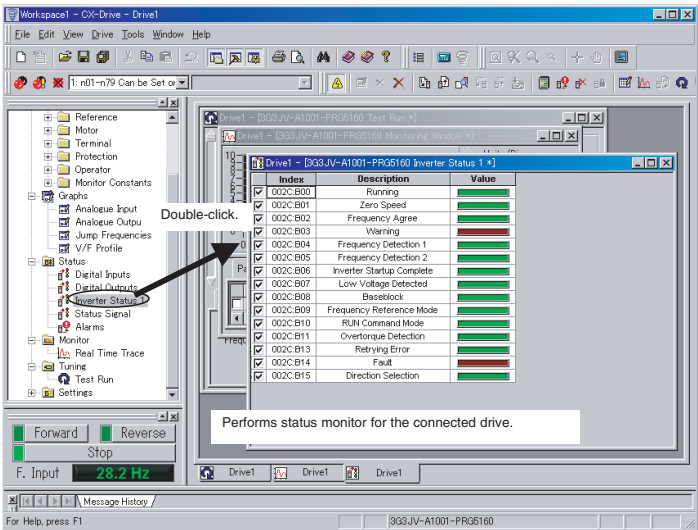 Workspace1 - CX-Drive - Drive1
File Edit View Drive Tools Window Help
1: n01-n79 Can be Set or
Reference
Motor
Terminal
Protection
Operator
Monitor Constants
Graphs
Analogue Input
Analogue Outpu
Jump Frequencies
V/F Profile
Status
Digital Inputs
Digital Outputs
Inverter Status 1
Status Signal
Alarms
Monitor
Real Time Trace
Tuning
Test Run
Settings
Double-click.
Drive1 - [3G3JV-A1001-PRG5160 Test Run *]
Drive1 - [3G3JV-A1001-PRG5160 Monitoring Window *]
Drive1 - [3G3JV-A1001-PRG5160 Inverter Status 1 *]
Index Description Value
002C:B00 Running
002C:B01 Zero Speed
002C:B02 Frequency Agree
002C:B03 Warning
002C:B04 Frequency Detection 1
002C:B05 Frequency Detection 2
002C:B06 Inverter Startup Complete
002C:B07 Low Voltage Detected
002C:B08 Baseblock
002C:B09 Frequency Reference Mode
002C:B10 RUN Command Mode
002C:B11 Overtorque Detection
002C:B13 Retrying Error
002C:B14 Fault
002C:B15 Direction Selection
Performs status monitor for the connected drive.
Forward Reverse
Stop
F. Input 28.2 Hz
Drive1 Drive1 Drive1
Message History
For Help, press F1
3G3JV-A1001-PRG5160